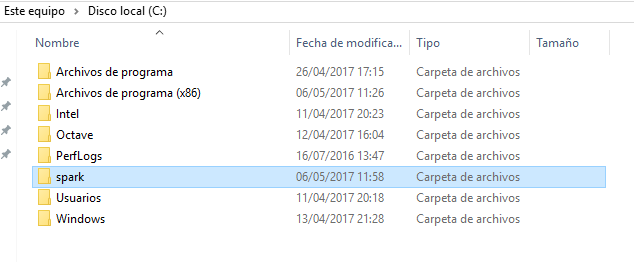 Este equipo > Disco local (C:)
Nombre Fecha de modifica... Tipo Tamaño
Archivos de programa 26/04/2017 17:15 Carpeta de archivos
Archivos de programa (x86) 06/05/2017 11:26 Carpeta de archivos
Intel 11/04/2017 20:23 Carpeta de archivos
Octave 12/04/2017 16:04 Carpeta de archivos
PerfLogs 16/07/2016 13:47 Carpeta de archivos
spark 06/05/2017 11:58 Carpeta de archivos
Usuarios 11/04/2017 20:18 Carpeta de archivos
Windows 13/04/2017 21:28 Carpeta de archivos